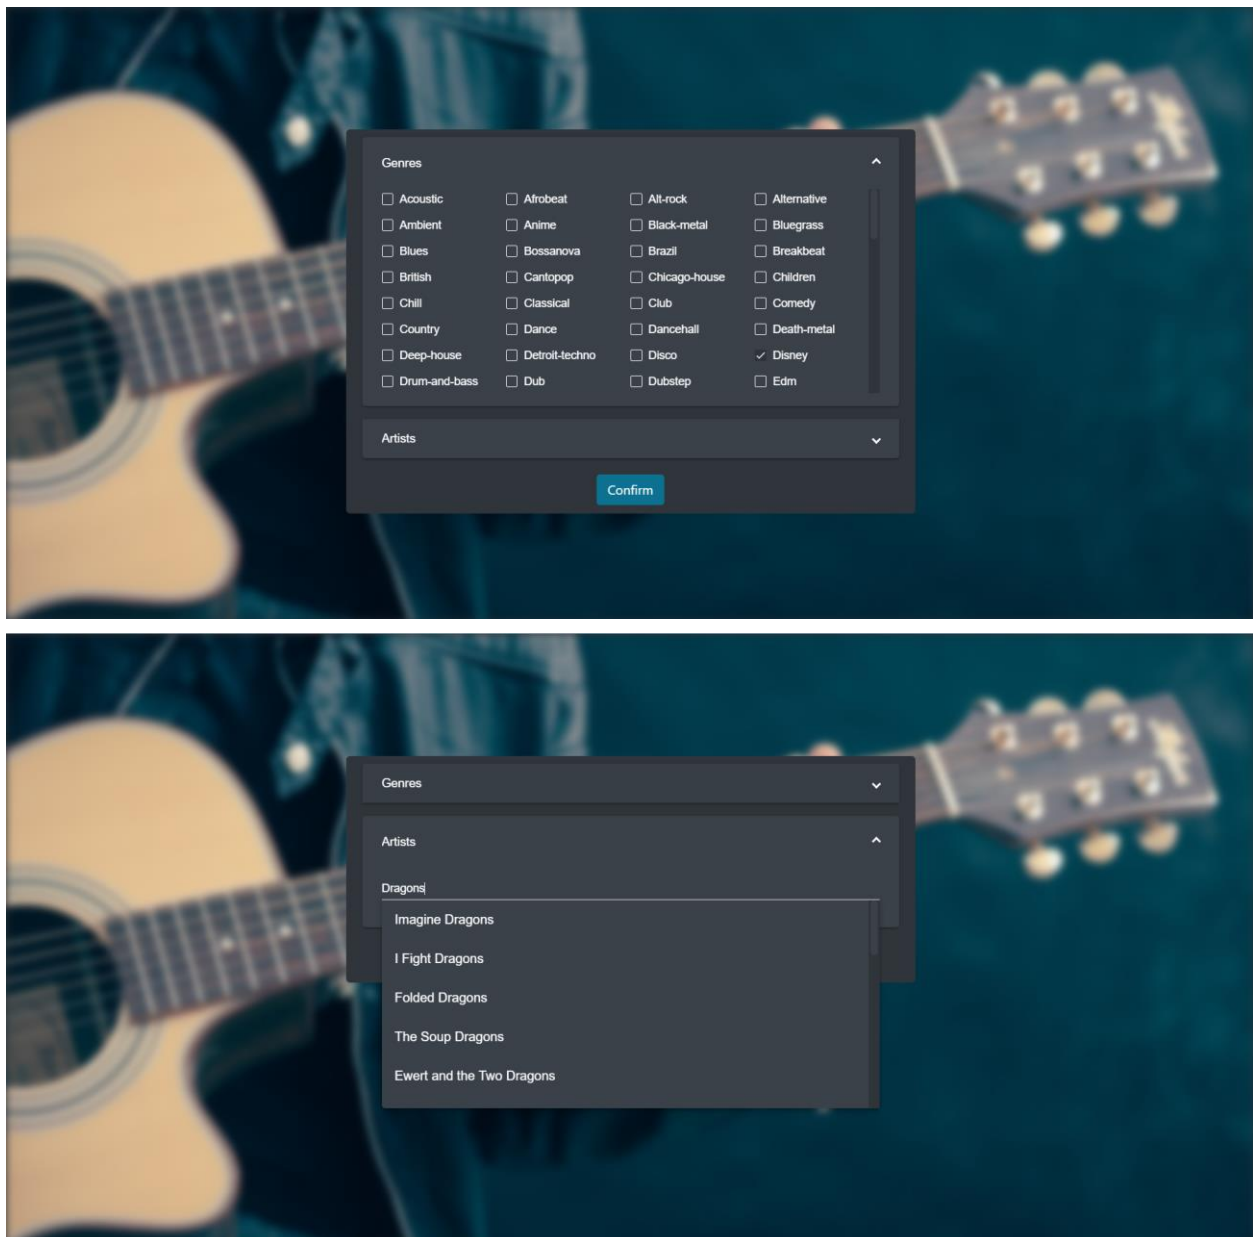 Genres
Acoustic Afrobeat Alt-rock Alternative
Ambient Anime Black-metal Bluegrass
Blues Bossanova Brazil Breakbeat
British Cantopop Chicago-house Children
Chill Classical Club Comedy
Country Dance Dancehall Death-metal
Deep-house Detroit-techno Disco Disney
Drum-and-bass Dub Dubstep Edm
Artists
Confirm
Genres
Artists
Dragons
Imagine Dragons
I Fight Dragons
Folded Dragons
The Soup Dragons
Ewert and the Two Dragons